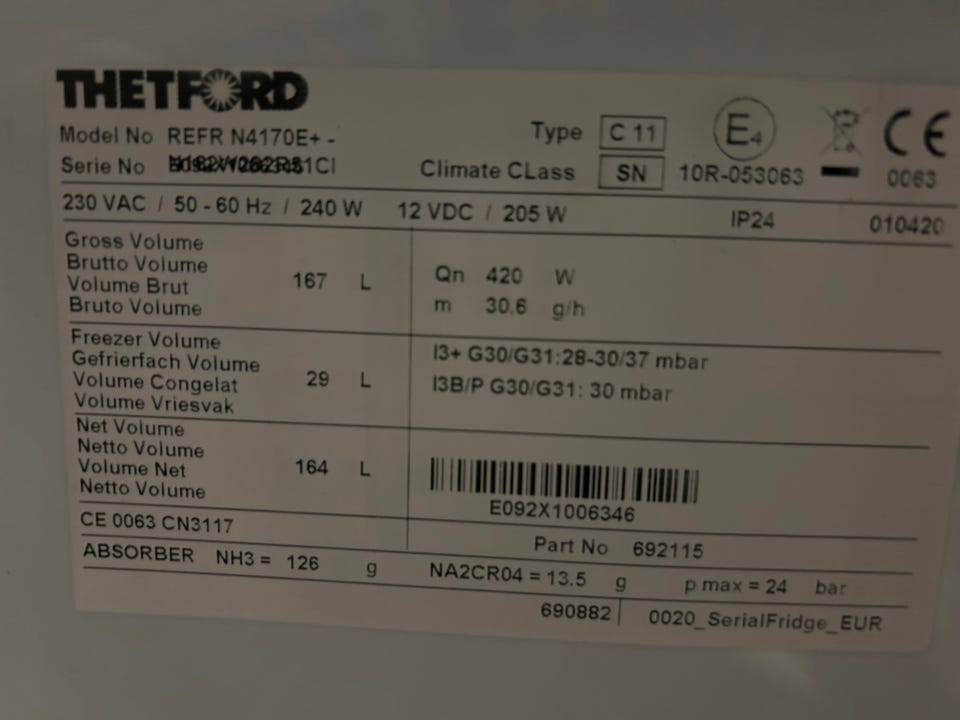 THETFORD
Model No REFR N4170E+ -
Serie No
Type C 11
Climate CLass SN
E4
10R-053063
CE
0063
230 VAC / 50 - 60 Hz / 240 W 12 VDC / 205 W IP24 010420
Gross Volume
Brutto Volume
Volume Brut
Bruto Volume
167 L
Qn 420 W
m 30.6 g/h
Freezer Volume
Gefrierfach Volume
Volume Congelat
Volume Vriesvak
29 L
I3+ G30/G31:28-30/37 mbar
I3B/P G30/G31: 30 mbar
Net Volume
Netto Volume
Volume Net
Netto Volume
164 L
E092X1006346
CE 0063 CN3117
Part No 692115
ABSORBER NH3 = 126 g NA2CR04 = 13.5 g p max = 24 bar
690882 0020_SerialFridge_EUR